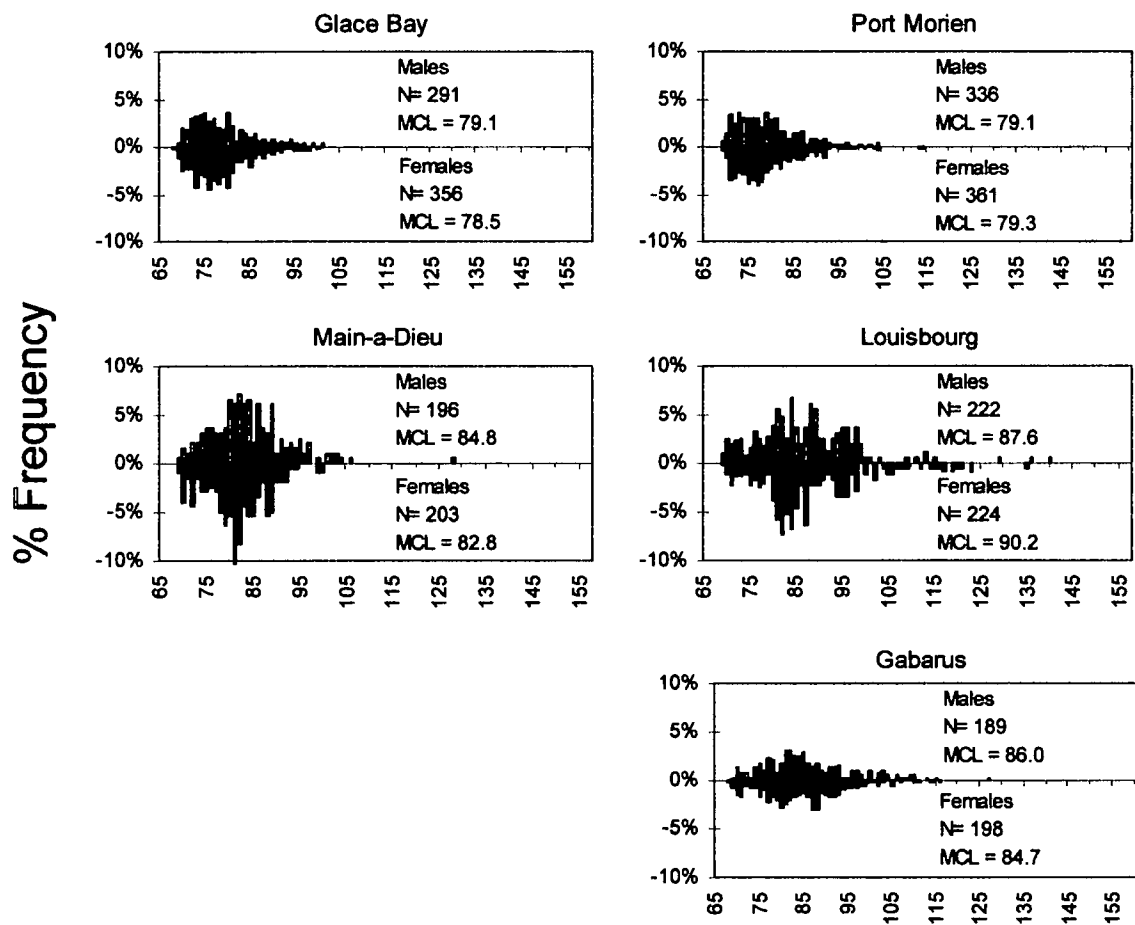 % Frequency
Glace Bay
10%
5%
0%
-5%
-10%
Males
N= 291
MCL = 79.1
Females
N= 356
MCL = 78.5
65 75 85 95 105 115 125 135 145 155
Port Morien
10%
5%
0%
-5%
-10%
Males
N= 336
MCL = 79.1
Females
N= 361
MCL = 79.3
65 75 85 95 105 115 125 135 145 155
Main-a-Dieu
10%
5%
0%
-5%
-10%
Males
N= 196
MCL = 84.8
Females
N= 203
MCL = 82.8
65 75 85 95 105 115 125 135 145 155
Louisbourg
10%
5%
0%
-5%
-10%
Males
N= 222
MCL = 87.6
Females
N= 224
MCL = 90.2
65 75 85 95 105 115 125 135 145 155
Gabarus
10%
5%
0%
-5%
-10%
Males
N= 189
MCL = 86.0
Females
N= 198
MCL = 84.7
65 75 85 95 105 115 125 135 145 155